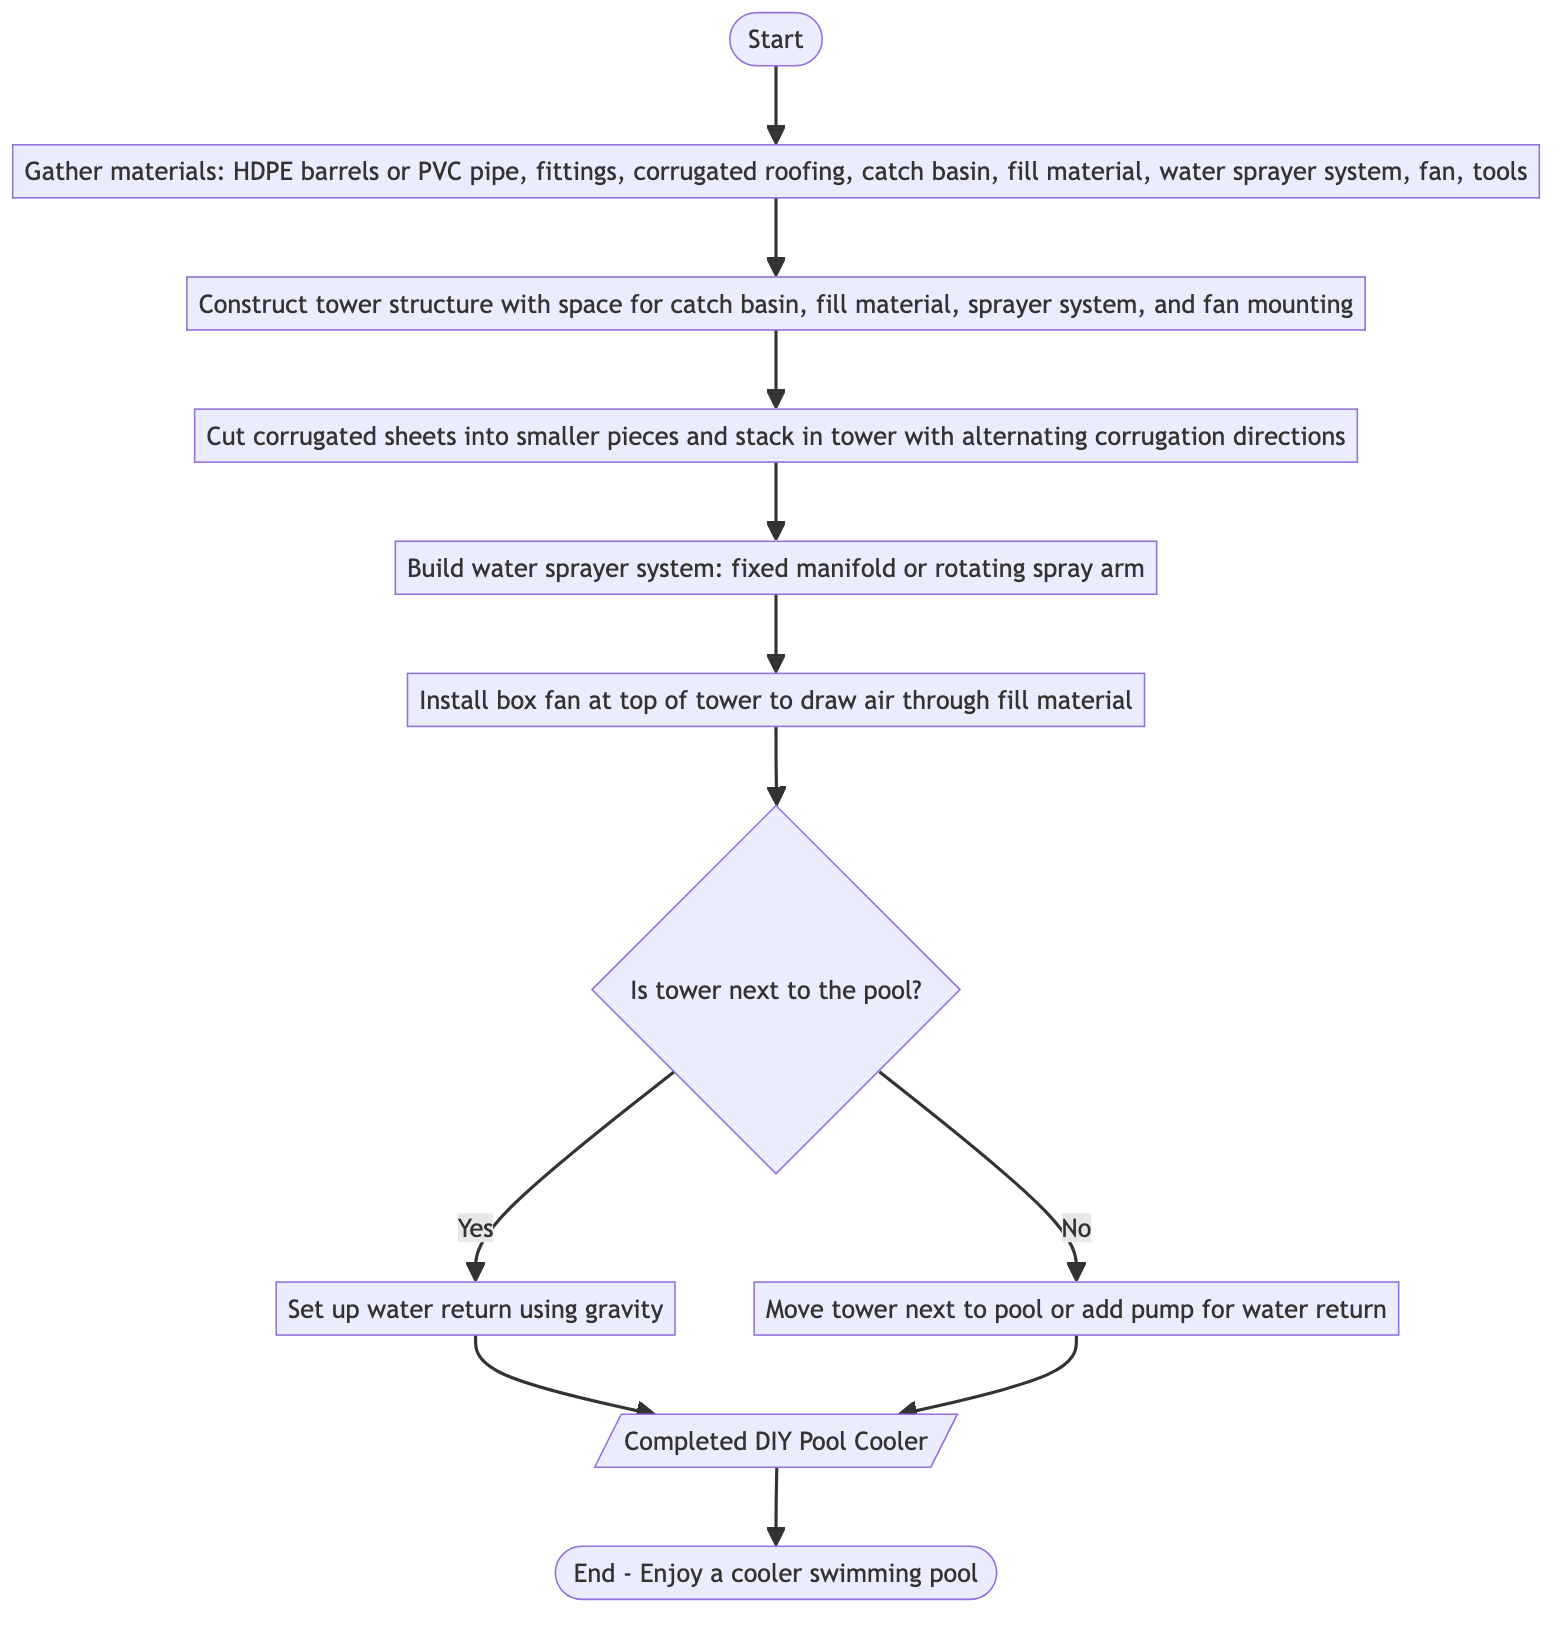 Start
Gather materials: HDPE barrels or PVC pipe, fittings, corrugated roofing, catch basin, fill material, water sprayer system, fan, tools
Construct tower structure with space for catch basin, fill material, sprayer system, and fan mounting
Cut corrugated sheets into smaller pieces and stack in tower with alternating corrugation directions
Build water sprayer system: fixed manifold or rotating spray arm
Install box fan at top of tower to draw air through fill material
Is tower next to the pool?
Yes
No
Set up water return using gravity
Move tower next to pool or add pump for water return
Completed DIY Pool Cooler
End - Enjoy a cooler swimming pool